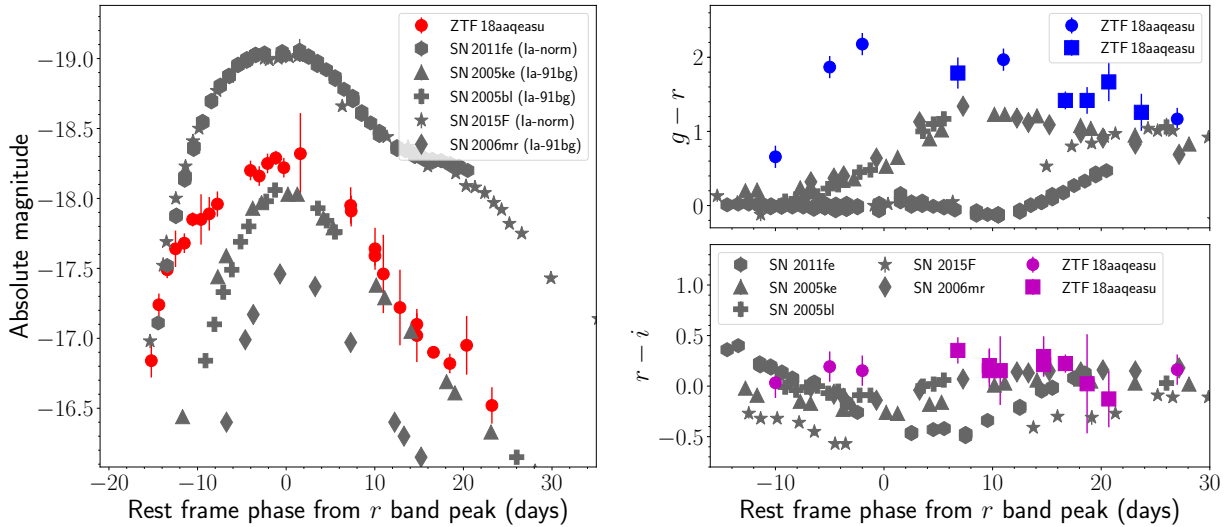 Absolute magnitude
−19.0
−18.5
−18.0
−17.5
−17.0
−16.5
−20
−10
0
10
20
30
Rest frame phase from r band peak (days)
ZTF 18aaqeasu
SN 2011fe (Ia-norm)
SN 2005ke (Ia-91bg)
SN 2005bl (Ia-91bg)
SN 2015F (Ia-norm)
SN 2006mr (Ia-91bg)
g − r
2
1
0
ZTF 18aaqeasu
ZTF 18aaqeasu
r − i
1.0
0.5
0.0
−0.5
SN 2011fe
SN 2005ke
SN 2005bl
SN 2015F
SN 2006mr
ZTF 18aaqeasu
ZTF 18aaqeasu
−10
0
10
20
30
Rest frame phase from r band peak (days)